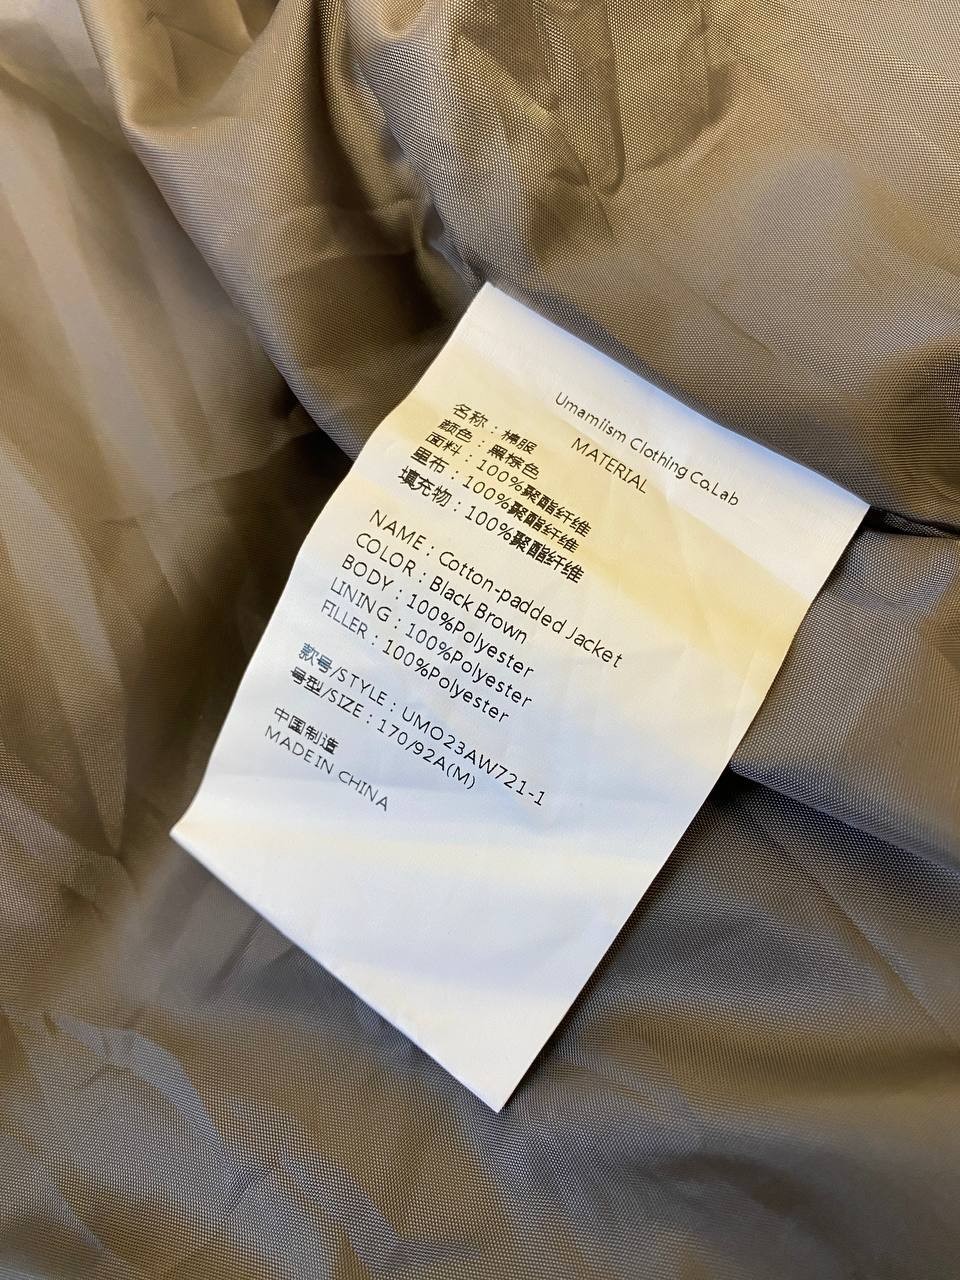 Umamiism Clothing Co.Lab
MATERIAL
名称：棉服
颜色：黑棕色
面料：100%聚酯纤维
里布：100%聚酯纤维
填充物：100%聚酯纤维
NAME：Cotton-padded Jacket
COLOR：Black Brown
BODY：100%Polyester
LINING：100%Polyester
FILLER：100%Polyester
款号/STYLE：UMO23AW721-1
号型/SIZE：170/92A(M)
中国制造
MADE IN CHINA